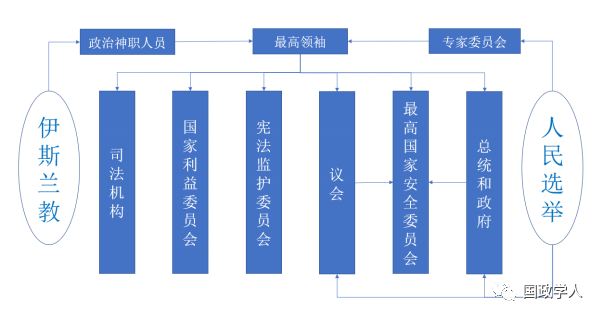 政治神职人员
最高领袖
专家委员会
伊斯兰教
司法机构
国家利益委员会
宪法监护委员会
议会
最高国家安全委员会
总统和政府
人民选举
国政学人